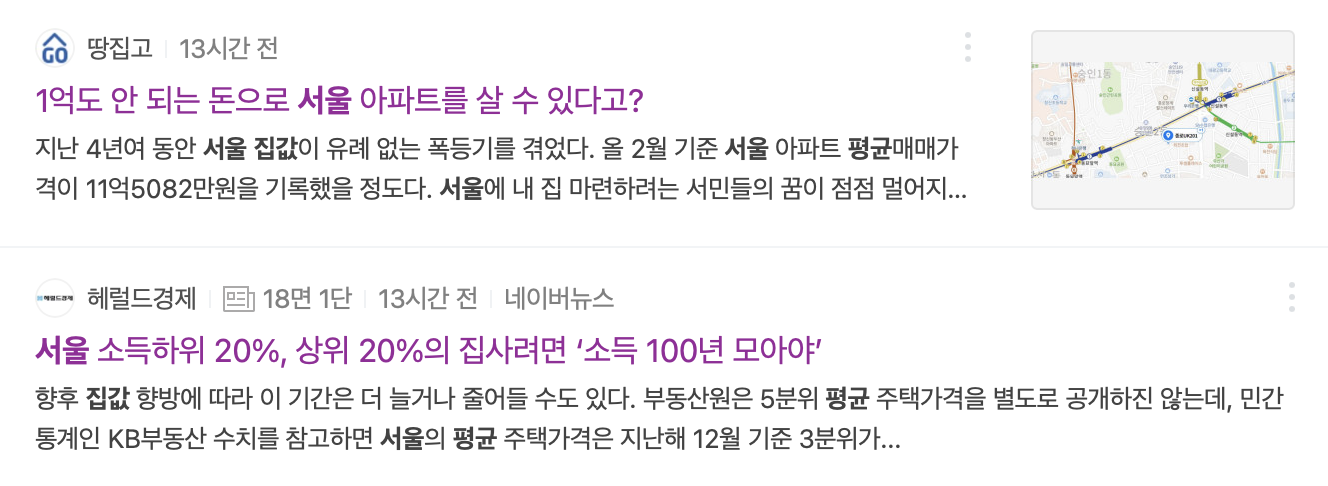 GO 땅집고 13시간 전
1억도 안 되는 돈으로 서울 아파트를 살 수 있다고?
지난 4년여 동안 서울 집값이 유례 없는 폭등기를 겪었다. 올 2월 기준 서울 아파트 평균매매가
격이 11억5082만원을 기록했을 정도다. 서울에 내 집 마련하려는 서민들의 꿈이 점점 멀어지...
숭인1동
종로UK201
헤럴드경제 헤럴드경제 18면 1단 13시간 전 네이버뉴스
서울 소득하위 20%, 상위 20%의 집사려면 ‘소득 100년 모아야’
향후 집값 향방에 따라 이 기간은 더 늘거나 줄어들 수도 있다. 부동산원은 5분위 평균 주택가격을 별도로 공개하진 않는데, 민간
통계인 KB부동산 수치를 참고하면 서울의 평균 주택가격은 지난해 12월 기준 3분위가...